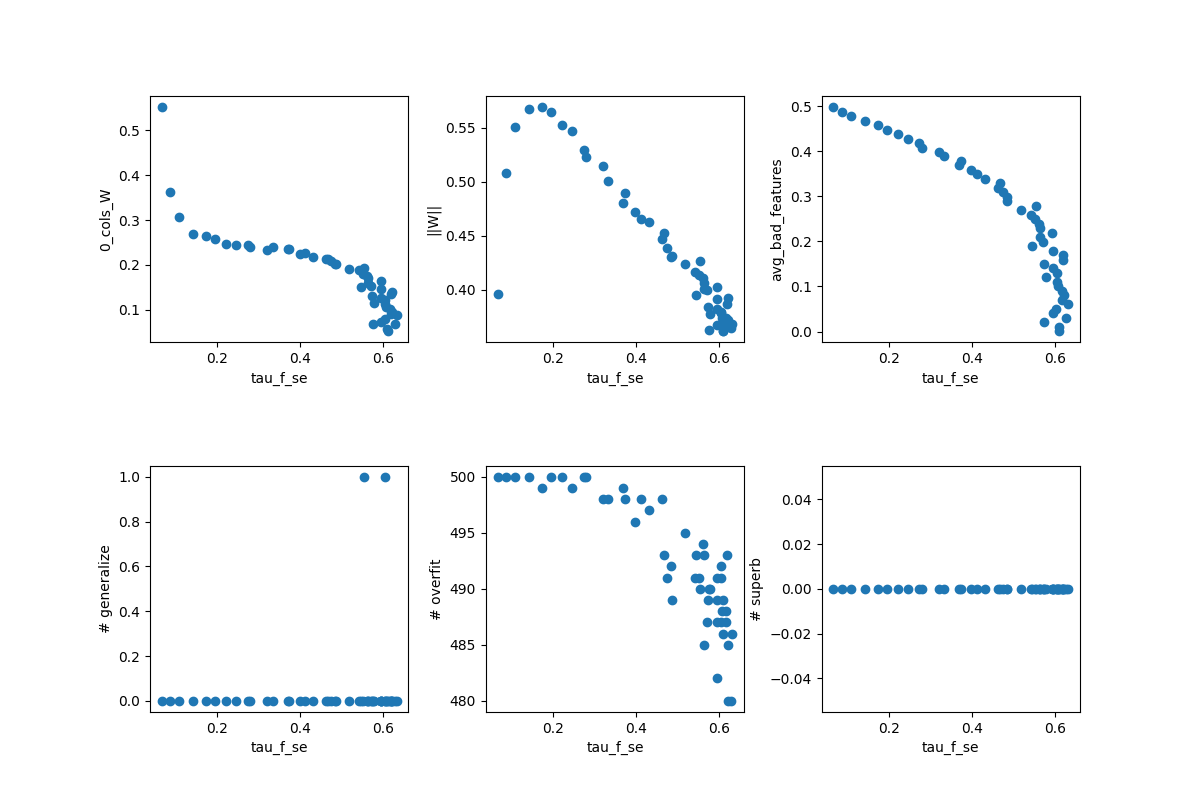 0_cols_W
0.5
0.4
0.3
0.2
0.1
0.2 0.4 0.6
tau_f_se
||W||
0.55
0.50
0.45
0.40
0.2 0.4 0.6
tau_f_se
avg_bad_features
0.5
0.4
0.3
0.2
0.1
0.0
0.2 0.4 0.6
tau_f_se
# generalize
1.0
0.8
0.6
0.4
0.2
0.0
0.2 0.4 0.6
tau_f_se
# overfit
500
495
490
485
480
0.2 0.4 0.6
tau_f_se
# superb
0.04
0.02
0.00
−0.02
−0.04
0.2 0.4 0.6
tau_f_se